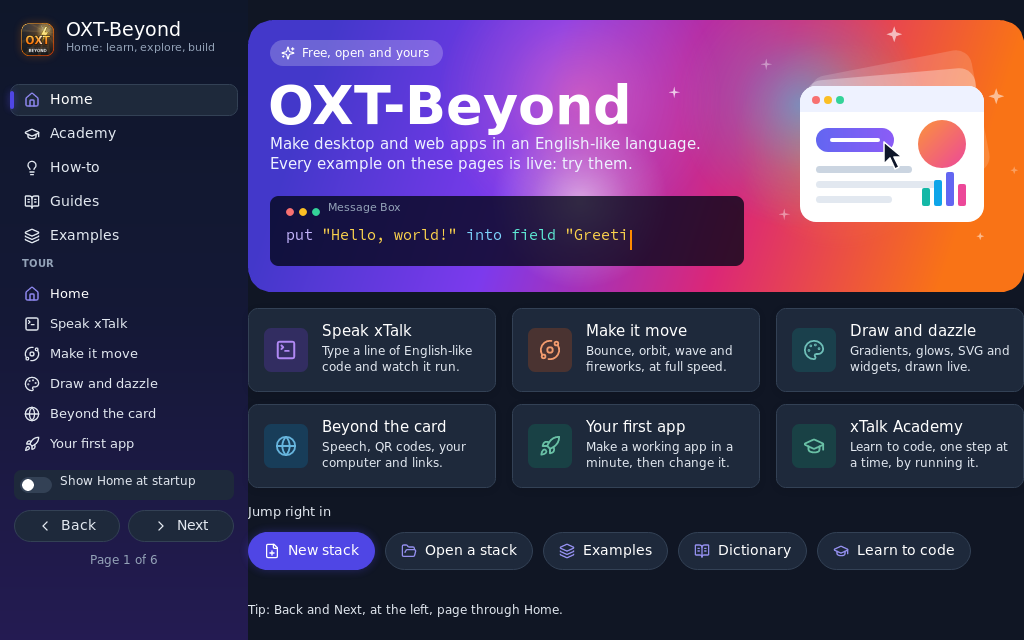 OXT
BEYOND
OXT-Beyond
Home: learn, explore, build
Home
Academy
How-to
Guides
Examples
TOUR
Home
Speak xTalk
Make it move
Draw and dazzle
Beyond the card
Your first app
Show Home at startup
Back
Next
Page 1 of 6
Free, open and yours
OXT-Beyond
Make desktop and web apps in an English-like language.
Every example on these pages is live: try them.
Message Box
put "Hello, world!" into field "Greeti
Speak xTalk
Type a line of English-like
code and watch it run.
Make it move
Bounce, orbit, wave and
fireworks, at full speed.
Draw and dazzle
Gradients, glows, SVG and
widgets, drawn live.
Beyond the card
Speech, QR codes, your
computer and links.
Your first app
Make a working app in a
minute, then change it.
xTalk Academy
Learn to code, one step at
a time, by running it.
Jump right in
New stack
Open a stack
Examples
Dictionary
Learn to code
Tip: Back and Next, at the left, page through Home.